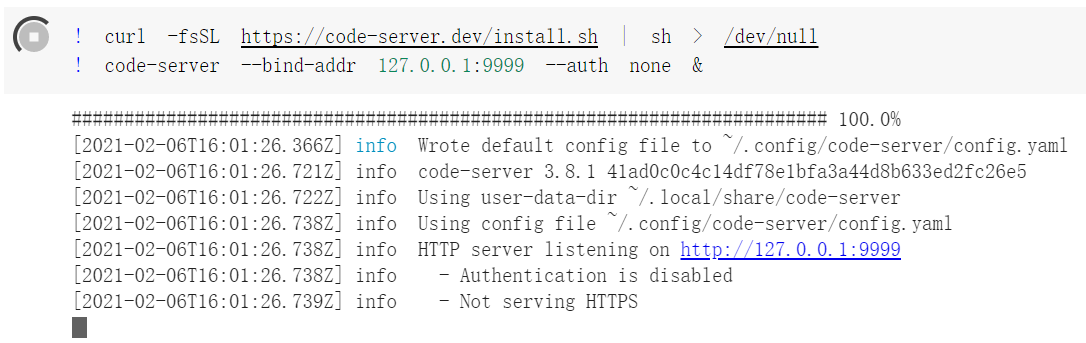 ! curl -fsSL https://code-server.dev/install.sh | sh > /dev/null
! code-server --bind-addr 127.0.0.1:9999 --auth none &
######################################################################## 100.0%
[2021-02-06T16:01:26.366Z] info Wrote default config file to ~/.config/code-server/config.yaml
[2021-02-06T16:01:26.721Z] info code-server 3.8.1 41ad0c0c4c14df78e1bfa3a44d8b633ed2fc26e5
[2021-02-06T16:01:26.722Z] info Using user-data-dir ~/.local/share/code-server
[2021-02-06T16:01:26.738Z] info Using config file ~/.config/code-server/config.yaml
[2021-02-06T16:01:26.738Z] info HTTP server listening on http://127.0.0.1:9999
[2021-02-06T16:01:26.738Z] info - Authentication is disabled
[2021-02-06T16:01:26.739Z] info - Not serving HTTPS